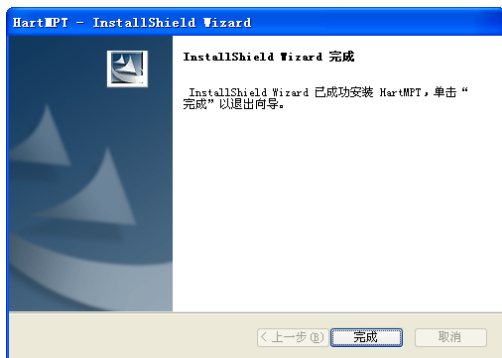 HartMPT - InstallShield Wizard
InstallShield Wizard 完成
InstallShield Wizard 已成功安装 HartMPT，单击“
完成”以退出向导。
< 上一步(B) 完成 取消